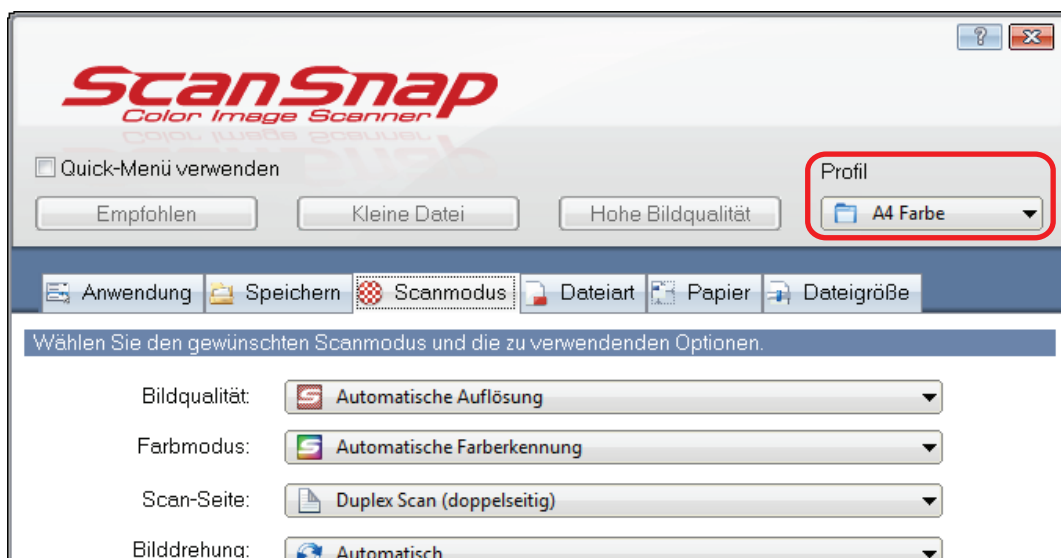 ScanSnap
Color Image Scanner
Quick-Menü verwenden
Profil
Empfohlen Kleine Datei Hohe Bildqualität A4 Farbe
Anwendung Speichern Scanmodus Dateiart Papier Dateigröße
Wählen Sie den gewünschten Scanmodus und die zu verwendenden Optionen.
Bildqualität: Automatische Auflösung
Farbmodus: Automatische Farberkennung
Scan-Seite: Duplex Scan (doppelseitig)
Bilddrehung: Automatisch